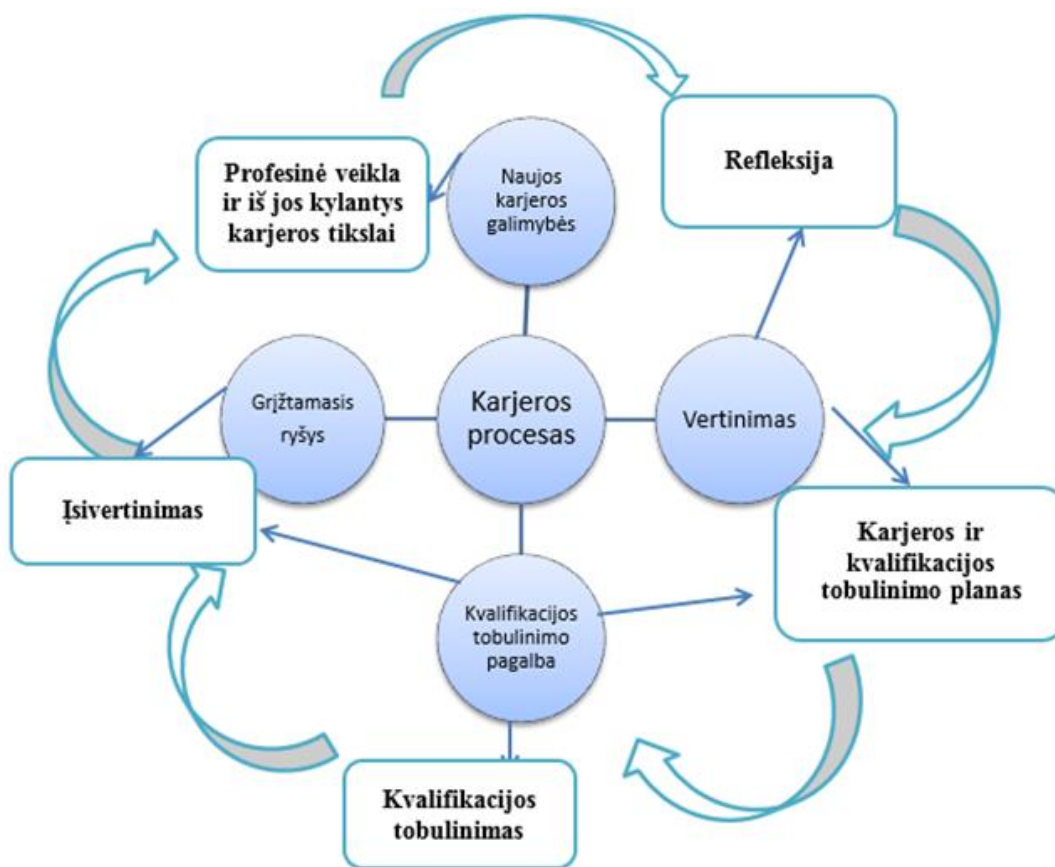 Refleksija
Profesinė veikla
ir iš jos kylantys
karjeros tikslai
Naujos
karjeros
galimybės
Grįžtamasis
ryšys
Karjeros
procesas
Vertinimas
Įsivertinimas
Karjeros ir
kvalifikacijos
tobulinimo planas
Kvalifikacijos
tobulinimo
pagalba
Kvalifikacijos
tobulinimas